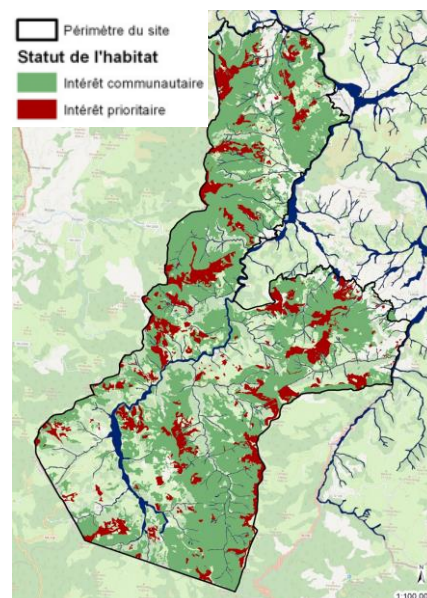 Périmètre du site
Statut de l'habitat
Intérêt communautaire
Intérêt prioritaire
N